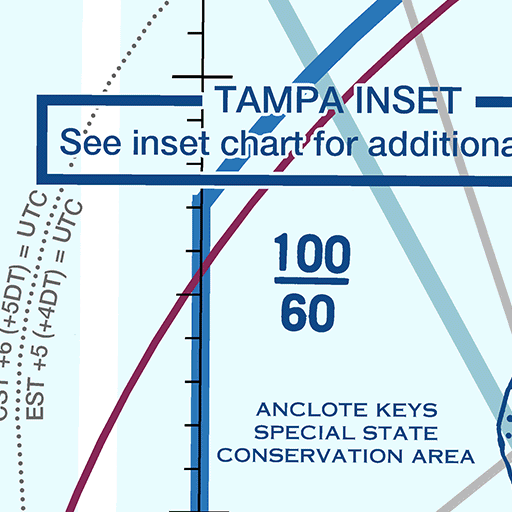 TAMPA INSET
See inset chart for additiona
CST +6 (+5DT) = UTC
EST +5 (+4DT) = UTC
100
60
ANCLOTE KEYS
SPECIAL STATE
CONSERVATION AREA